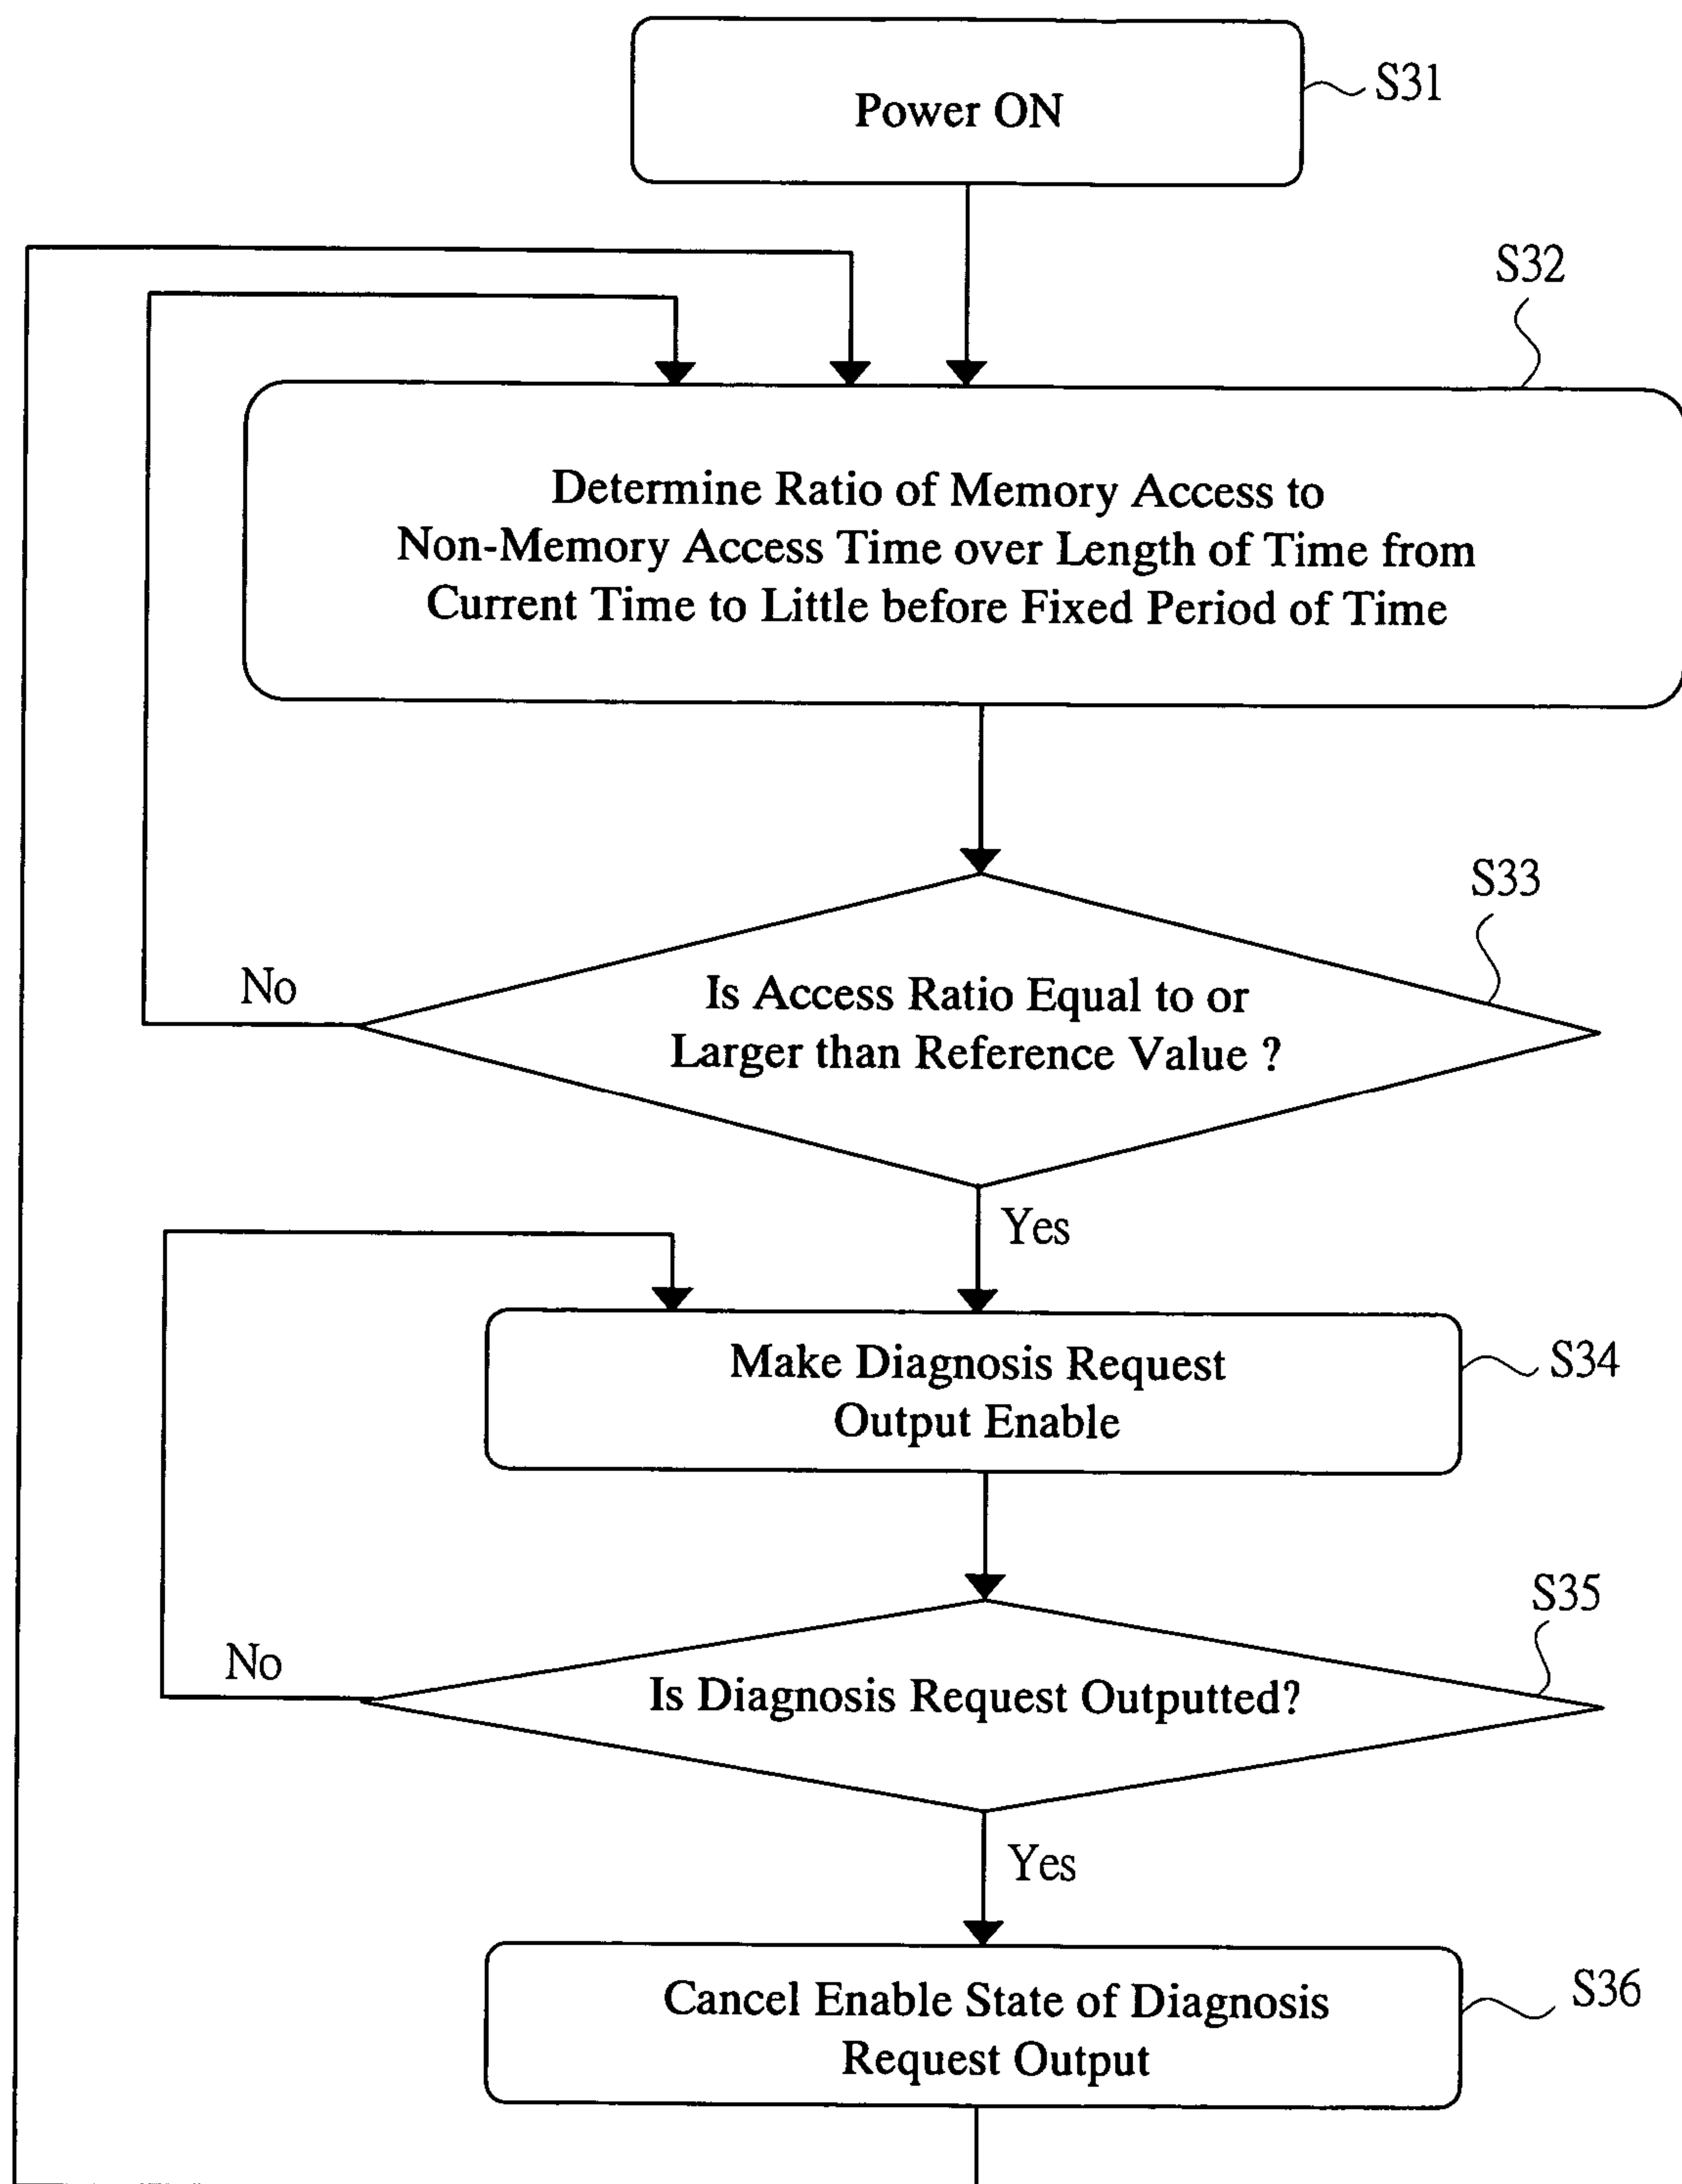 Power ON
S31
S32
Determine Ratio of Memory Access to
Non-Memory Access Time over Length of Time from
Current Time to Little before Fixed Period of Time
S33
No
Is Access Ratio Equal to or
Larger than Reference Value ?
Yes
Make Diagnosis Request
Output Enable
S34
S35
No
Is Diagnosis Request Outputted?
Yes
Cancel Enable State of Diagnosis
Request Output
S36